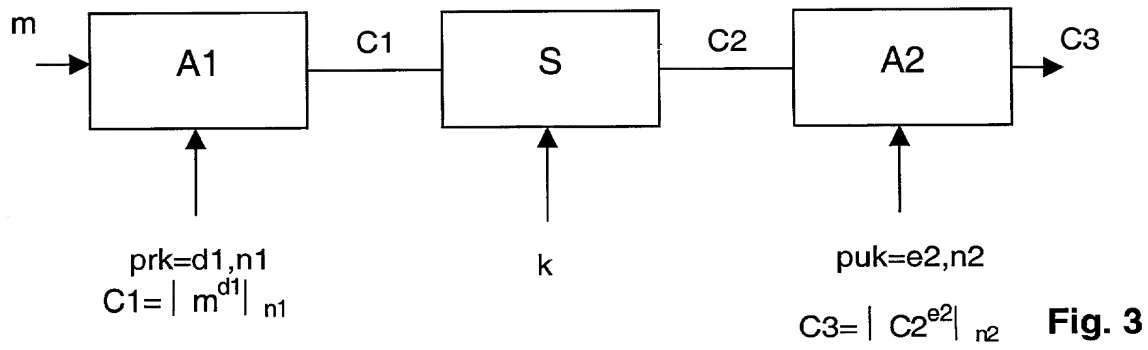 m
A1
C1
S
C2
A2
C3
prk=d1,n1
C1= | m^d1 | n1
k
puk=e2,n2
C3= | C2^e2 | n2
Fig. 3